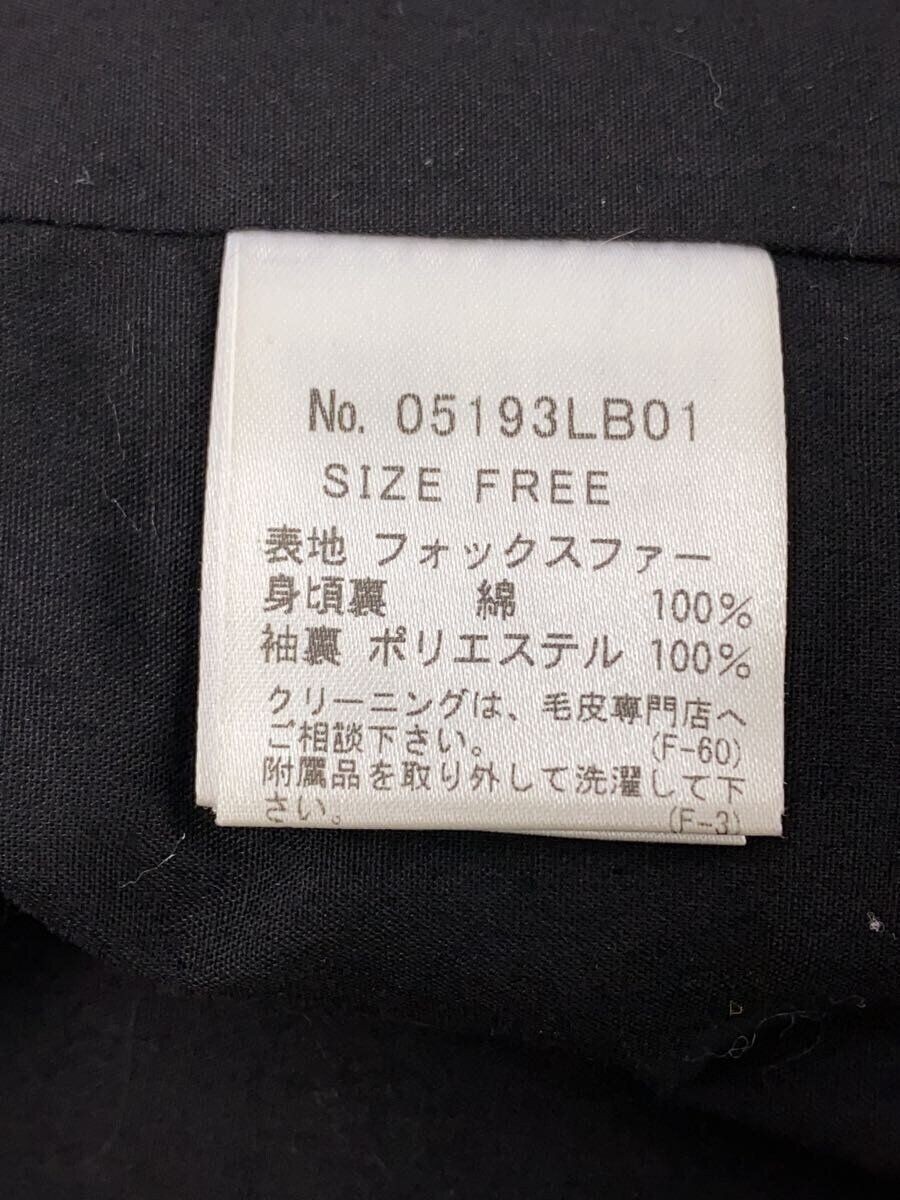 No. 05193LB01
SIZE FREE
表地 フォックスファー
身頃裏 綿 100%
袖裏 ポリエステル 100%
クリーニングは、毛皮専門店へ
ご相談下さい。 (F-60)
附属品を取り外して洗濯して下
さい。 (F-3)